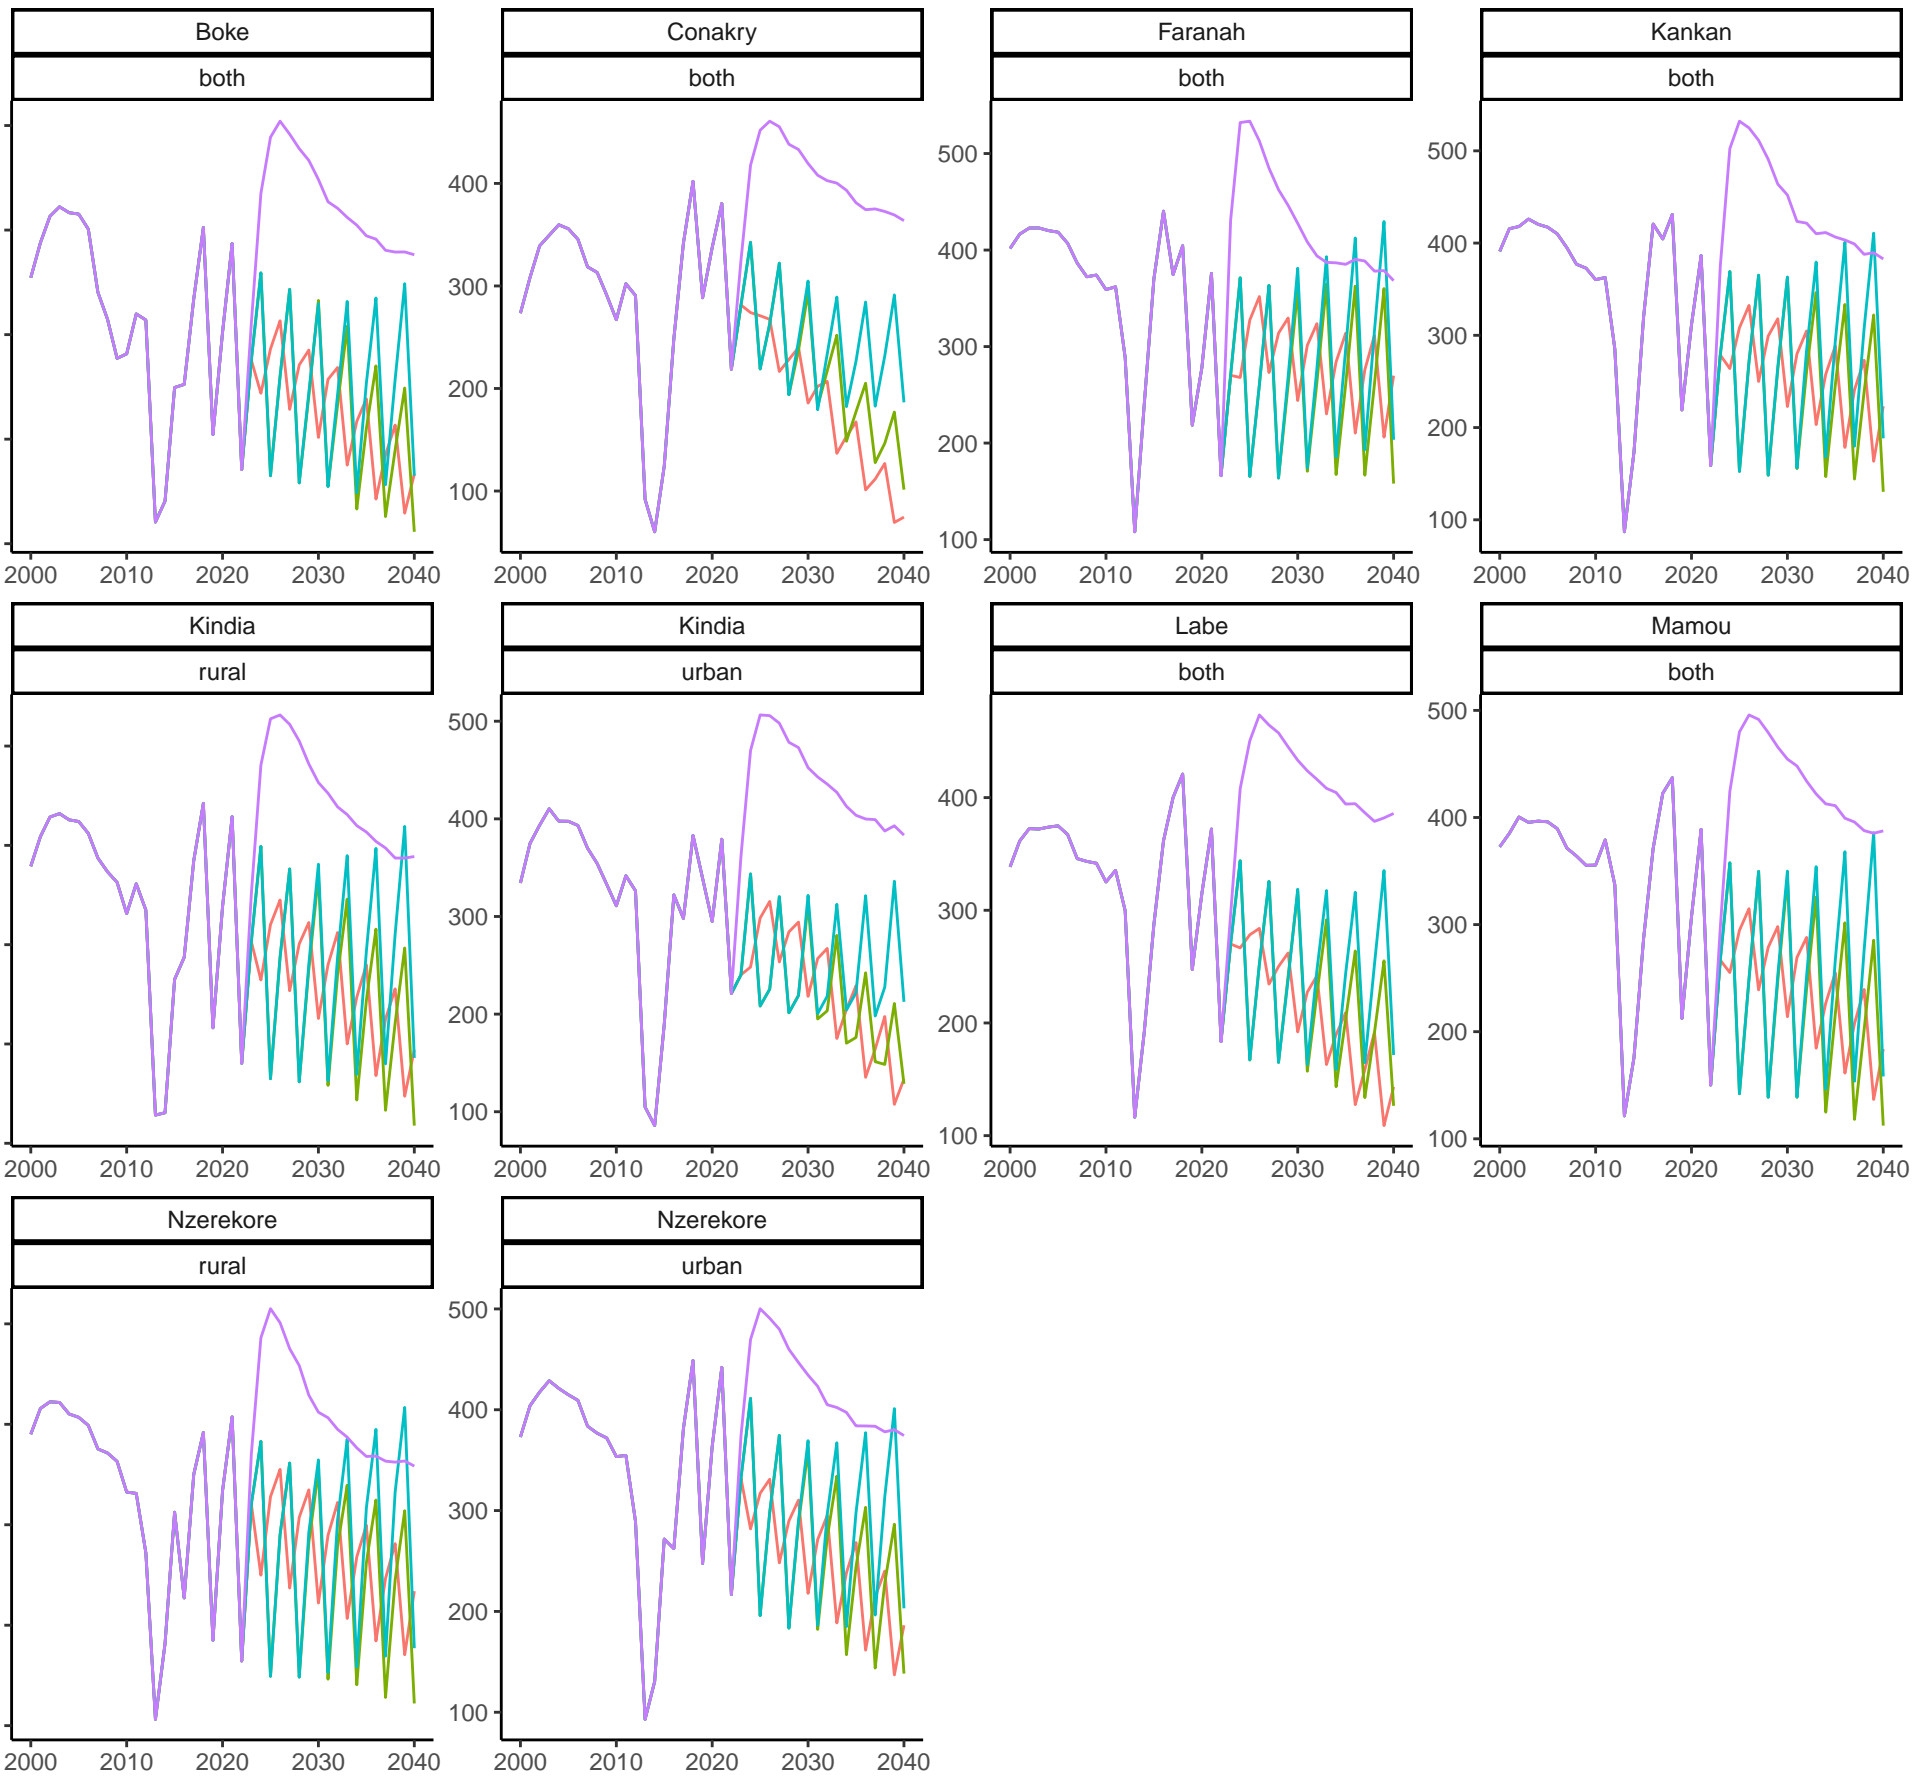 Boke Conakry Faranah Kankan
both both both both
500 500
400
400 400
300
300 300
200
200 200
100
100 100
2000 2010 2020 2030 2040 2000 2010 2020 2030 2040 2000 2010 2020 2030 2040 2000 2010 2020 2030 2040
Kindia Kindia Labe Mamou
rural urban both both
500 500
400 400 400
300 300 300
200 200 200
100 100 100
2000 2010 2020 2030 2040 2000 2010 2020 2030 2040 2000 2010 2020 2030 2040 2000 2010 2020 2030 2040
Nzerekore Nzerekore
rural urban
500
400
300
200
100
2000 2010 2020 2030 2040 2000 2010 2020 2030 2040